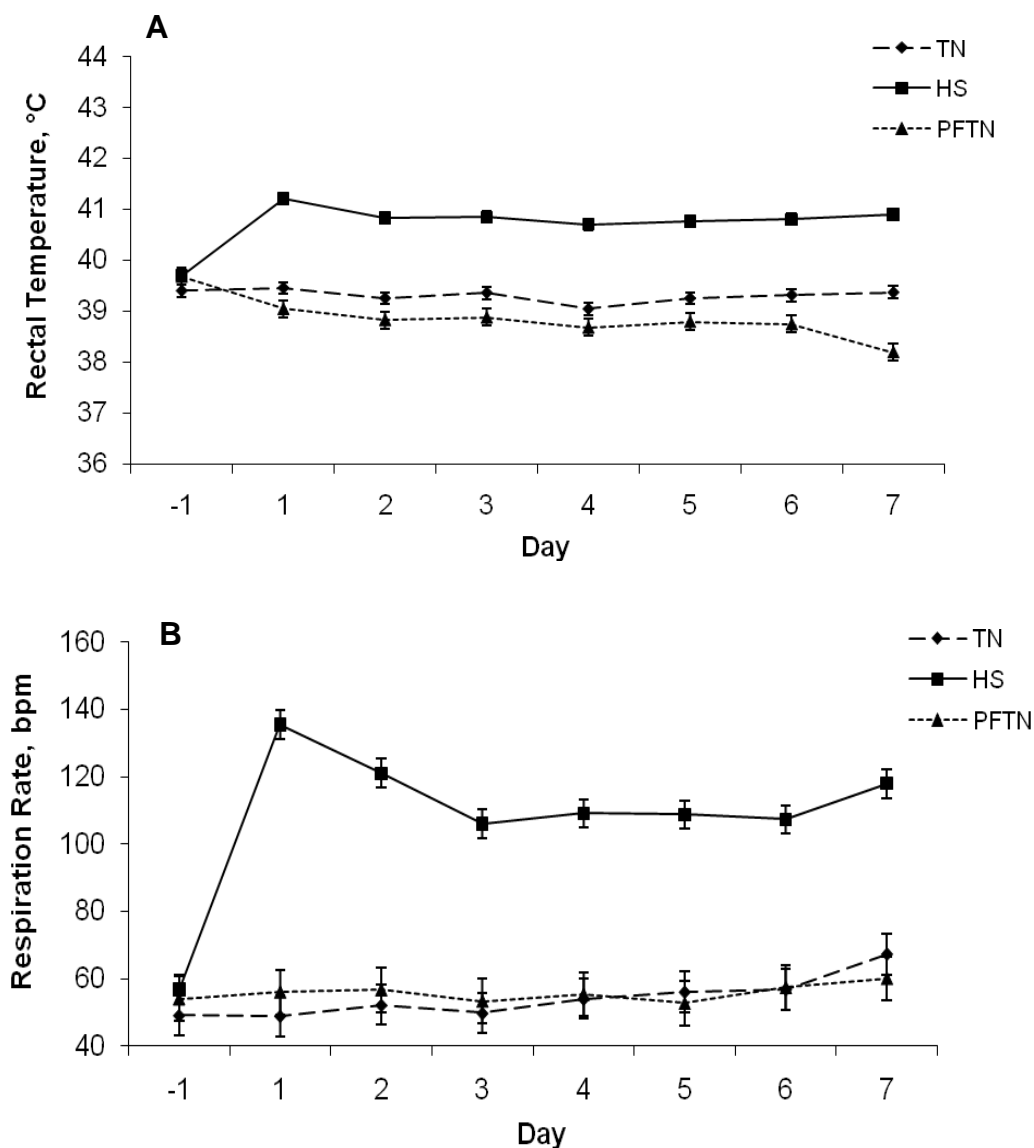 A
TN
HS
PFTN
Rectal Temperature, °C
44
43
42
41
40
39
38
37
36
-1 1 2 3 4 5 6 7
Day
B
TN
HS
PFTN
Respiration Rate, bpm
160
140
120
100
80
60
40
-1 1 2 3 4 5 6 7
Day